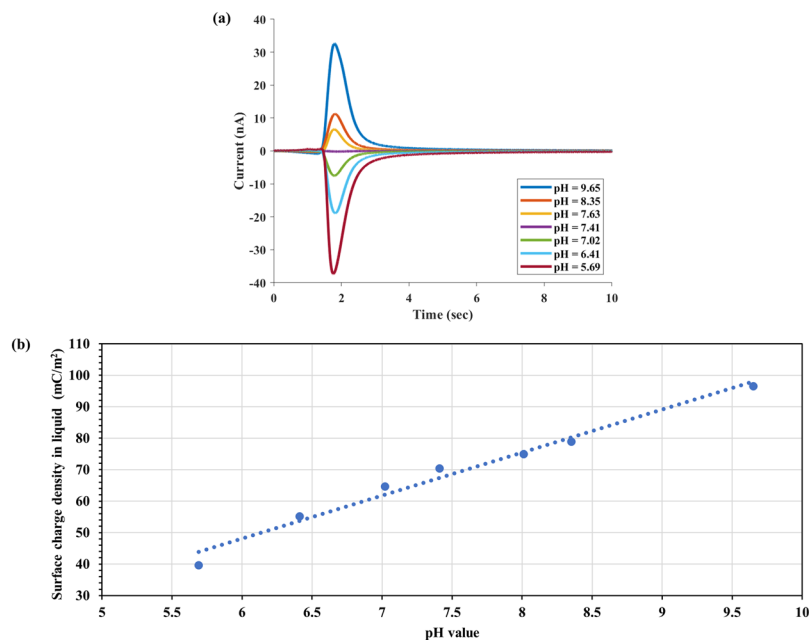 (a)
40
30
20
10
0
-10
-20
-30
-40
Current (nA)
pH = 9.65
pH = 8.35
pH = 7.63
pH = 7.41
pH = 7.02
pH = 6.41
pH = 5.69
0 2 4 6 8 10
Time (sec)
(b)
110
100
90
80
70
60
50
40
30
Surface charge density in liquid (mC/m²)
5 5.5 6 6.5 7 7.5 8 8.5 9 9.5 10
pH value